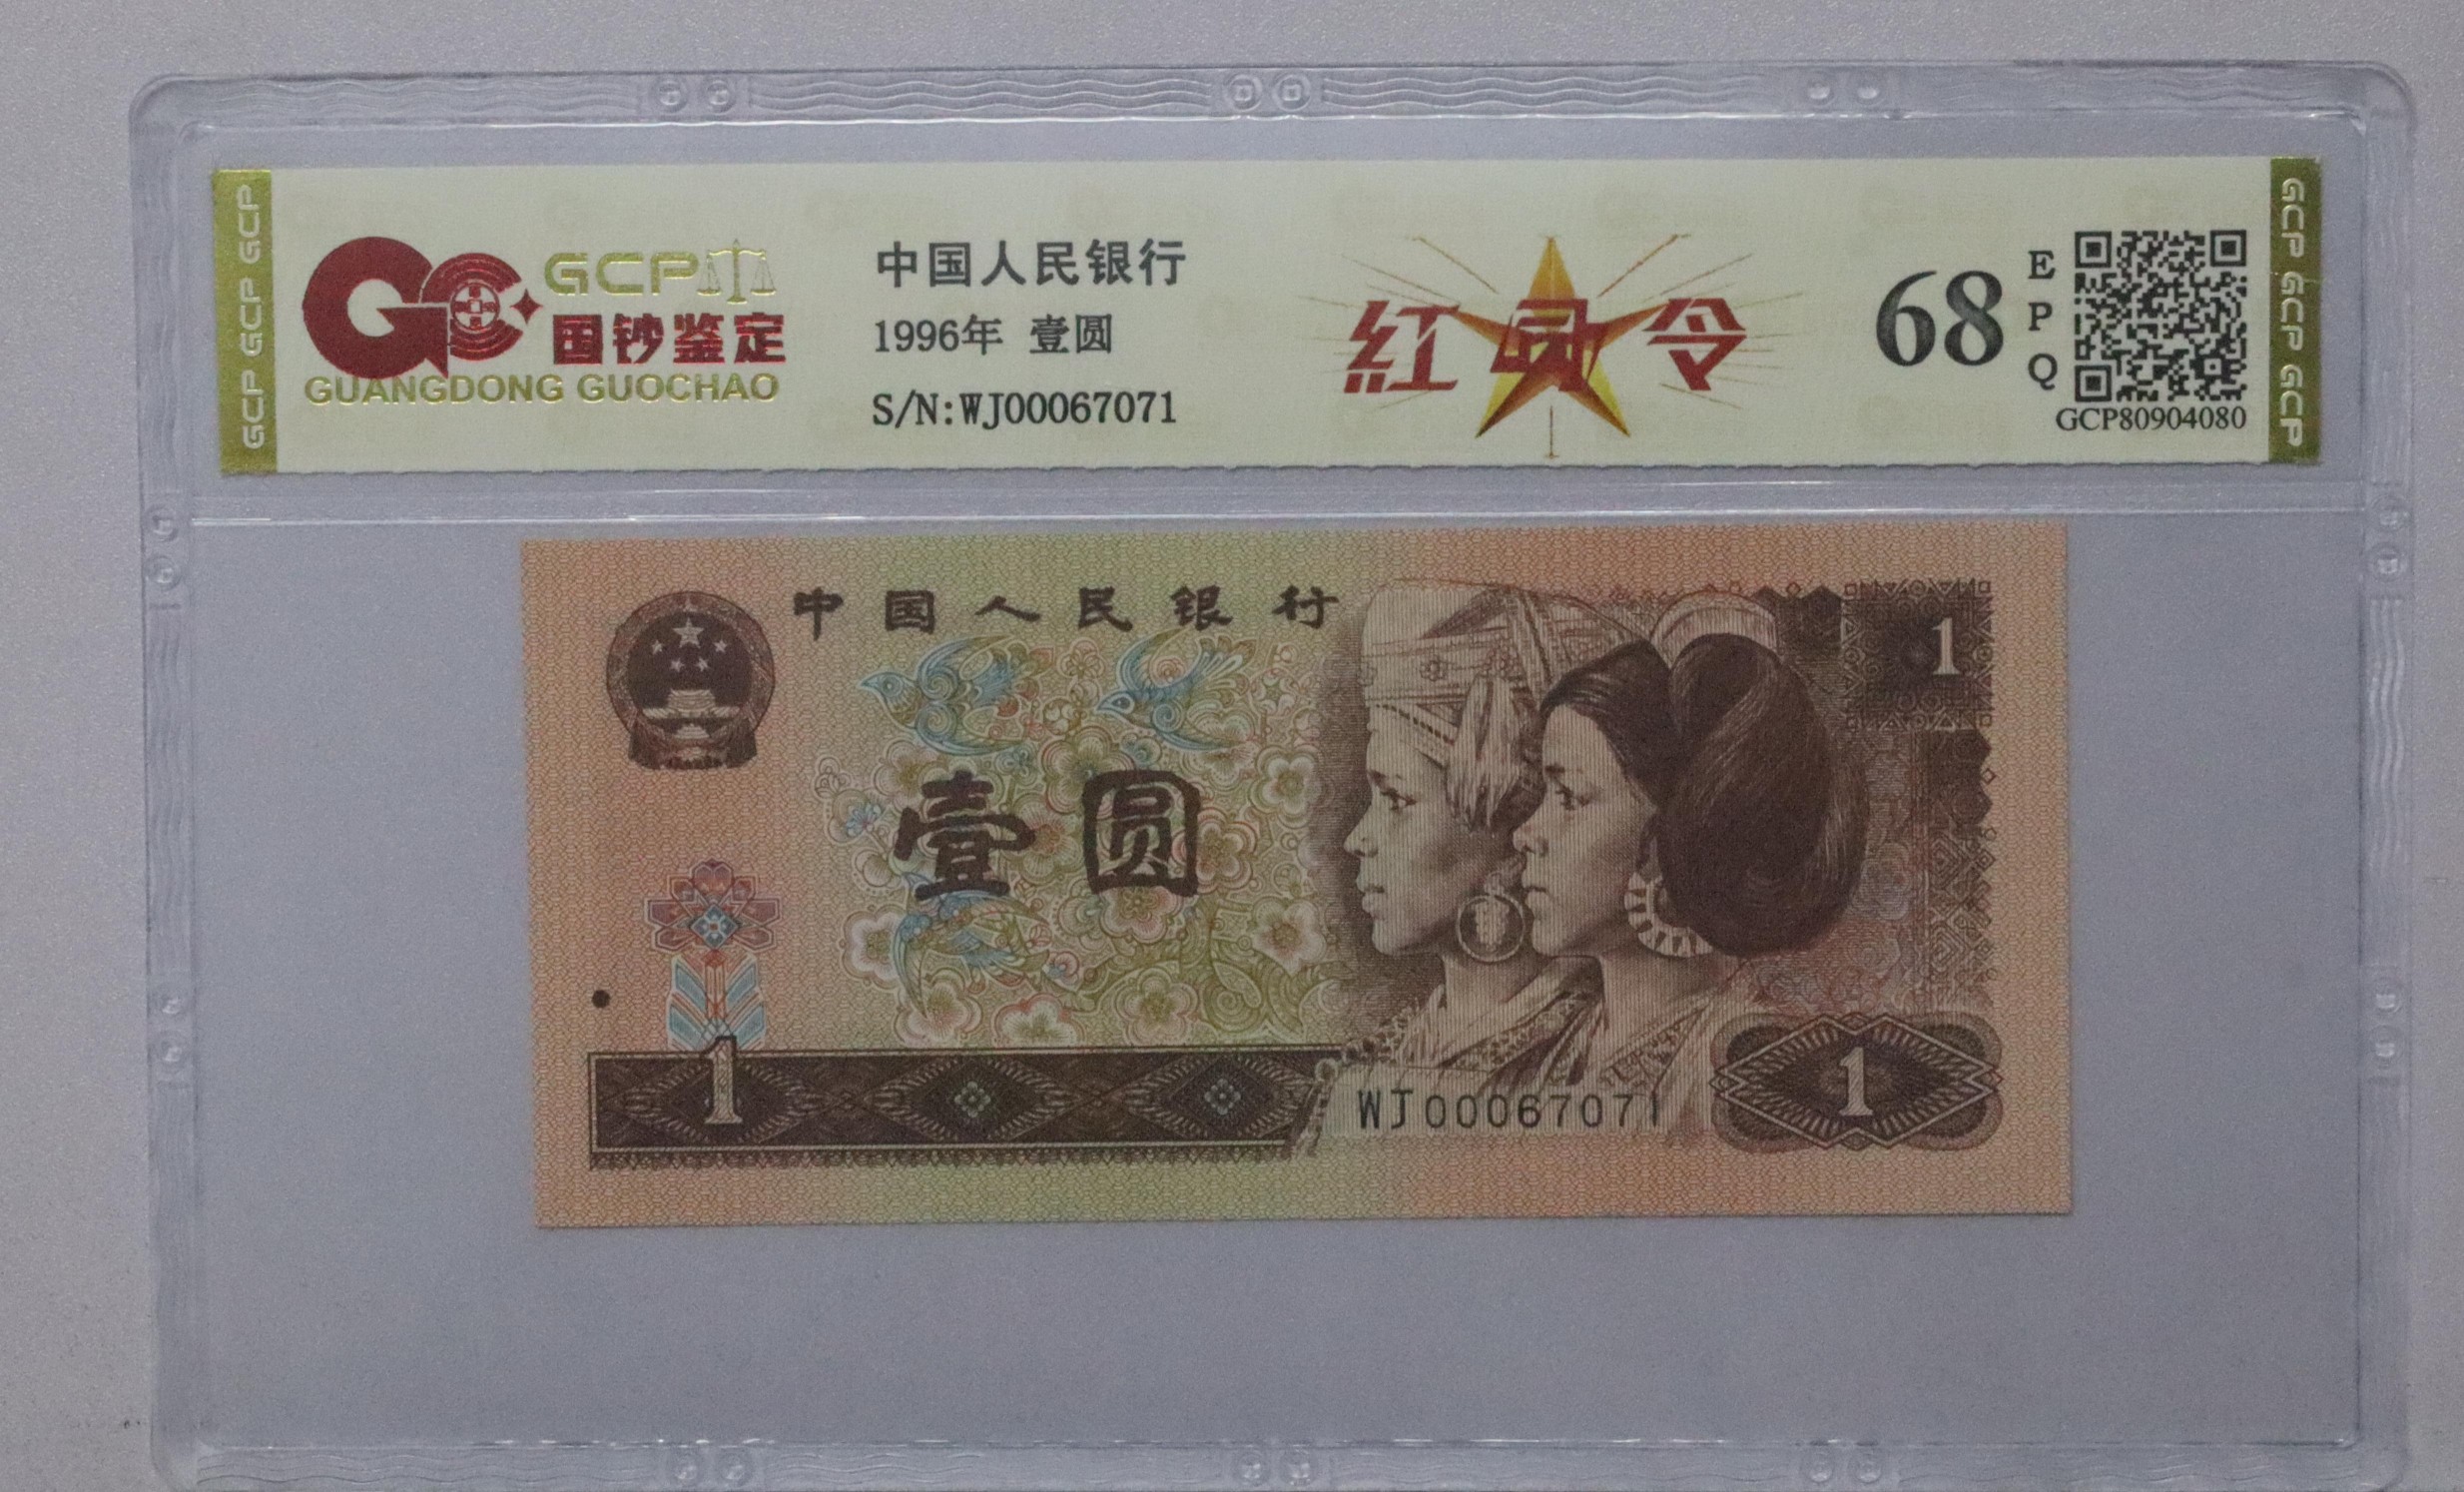 GCP GCP GCP
GCP
国钞鉴定
GUANGDONG GUOCHAO
中国人民银行
1996年 壹圆
S/N:WJ00067071
令
68
E
P
Q
GCP80904080
GCP GCP GCP
中国人民银行
1
壹圆
1
WJ00067071
1